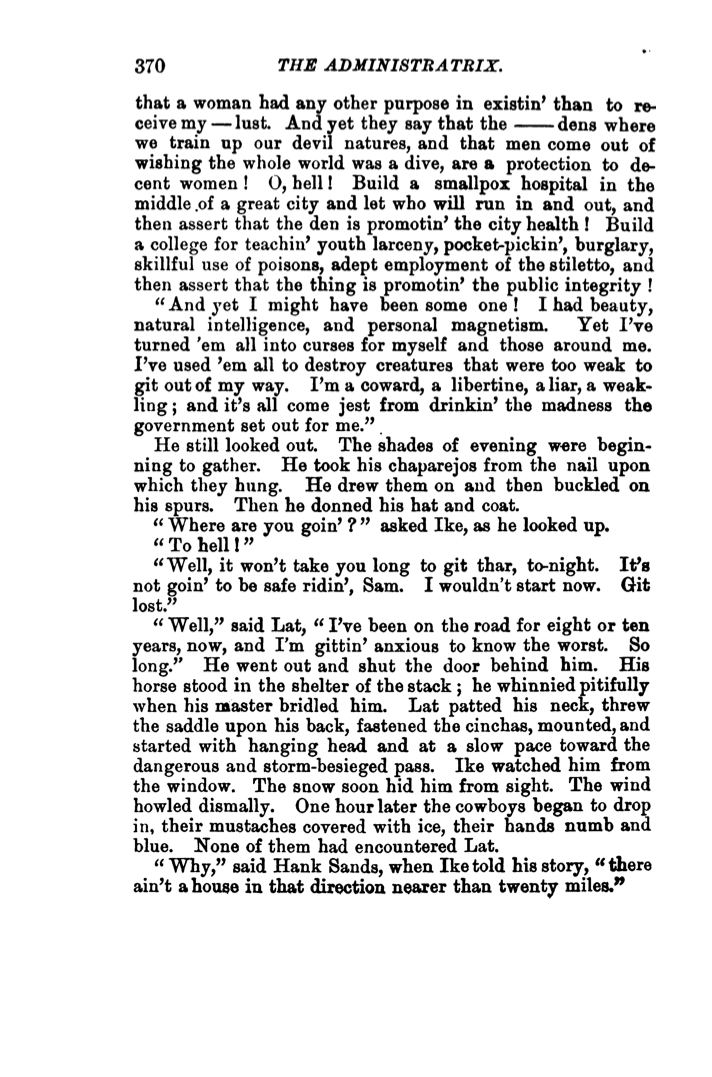 370 THE ADMINISTRATRIX.
that a woman had any other purpose in existin' than to re-
ceive my — lust. And yet they say that the —— dens where
we train up our devil natures, and that men come out of
wishing the whole world was a dive, are a protection to de-
cent women! O, hell! Build a smallpox hospital in the
middle of a great city and let who will run in and out, and
then assert that the den is promotin' the city health! Build
a college for teachin' youth larceny, pocket-pickin', burglary,
skillful use of poisons, adept employment of the stiletto, and
then assert that the thing is promotin' the public integrity!
"And yet I might have been some one! I had beauty,
natural intelligence, and personal magnetism. Yet I've
turned 'em all into curses for myself and those around me.
I've used 'em all to destroy creatures that were too weak to
git out of my way. I'm a coward, a libertine, a liar, a weak-
ling; and it's all come jest from drinkin' the madness the
government set out for me."
He still looked out. The shades of evening were begin-
ning to gather. He took his chaparejos from the nail upon
which they hung. He drew them on and then buckled on
his spurs. Then he donned his hat and coat.
"Where are you goin'?" asked Ike, as he looked up.
"To hell!"
"Well, it won't take you long to git thar, to-night. It's
not goin' to be safe ridin', Sam. I wouldn't start now. Git
lost."
"Well," said Lat, "I've been on the road for eight or ten
years, now, and I'm gittin' anxious to know the worst. So
long." He went out and shut the door behind him. His
horse stood in the shelter of the stack; he whinnied pitifully
when his master bridled him. Lat patted his neck, threw
the saddle upon his back, fastened the cinchas, mounted, and
started with hanging head and at a slow pace toward the
dangerous and storm-besieged pass. Ike watched him from
the window. The snow soon hid him from sight. The wind
howled dismally. One hour later the cowboys began to drop
in, their mustaches covered with ice, their hands numb and
blue. None of them had encountered Lat.
"Why," said Hank Sands, when Ike told his story, "there
ain't a house in that direction nearer than twenty miles."